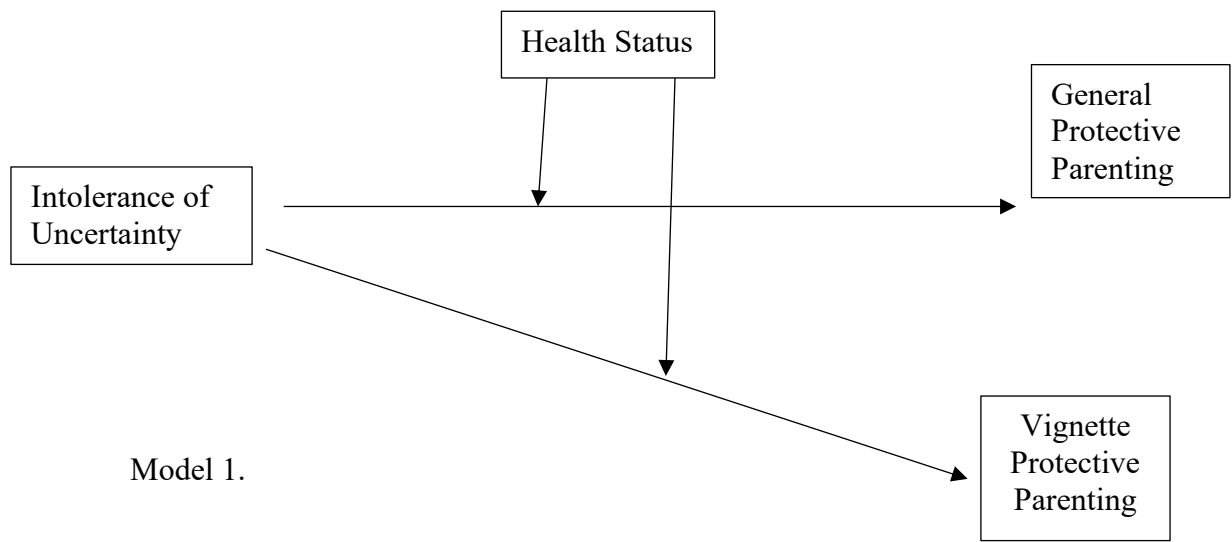 Health Status
General
Protective
Parenting
Intolerance of
Uncertainty
Vignette
Protective
Parenting
Model 1.